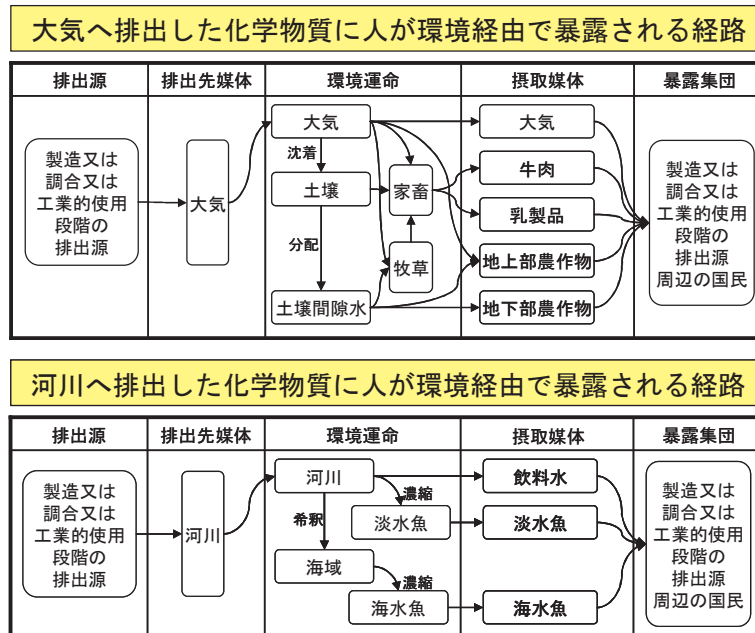 大気へ排出した化学物質に人が環境経由で暴露される経路
排出源
排出先媒体
環境運命
摂取媒体
暴露集団
製造又は
調合又は
工業的使用
段階の
排出源
大気
大気
沈着
土壌
分配
土壌間隙水
家畜
牧草
大気
牛肉
乳製品
地上部農作物
地下部農作物
製造又は
調合又は
工業的使用
段階の
排出源
周辺の国民
河川へ排出した化学物質に人が環境経由で暴露される経路
排出源
排出先媒体
環境運命
摂取媒体
暴露集団
製造又は
調合又は
工業的使用
段階の
排出源
河川
河川
濃縮
希釈
淡水魚
海域
濃縮
海水魚
飲料水
淡水魚
海水魚
製造又は
調合又は
工業的使用
段階の
排出源
周辺の国民